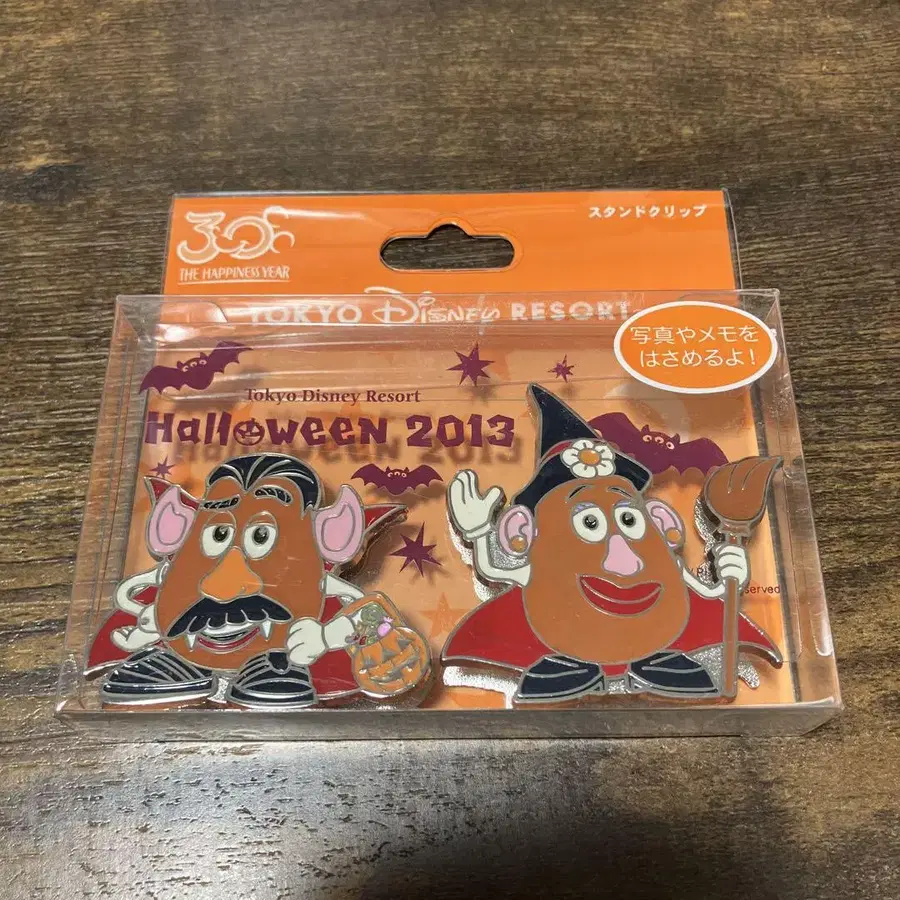 スタンドクリップ
30th
THE HAPPINESS YEAR
TOKYO Disney RESORT
写真やメモを
はさめるよ!
Tokyo Disney Resort
Halloween 2013